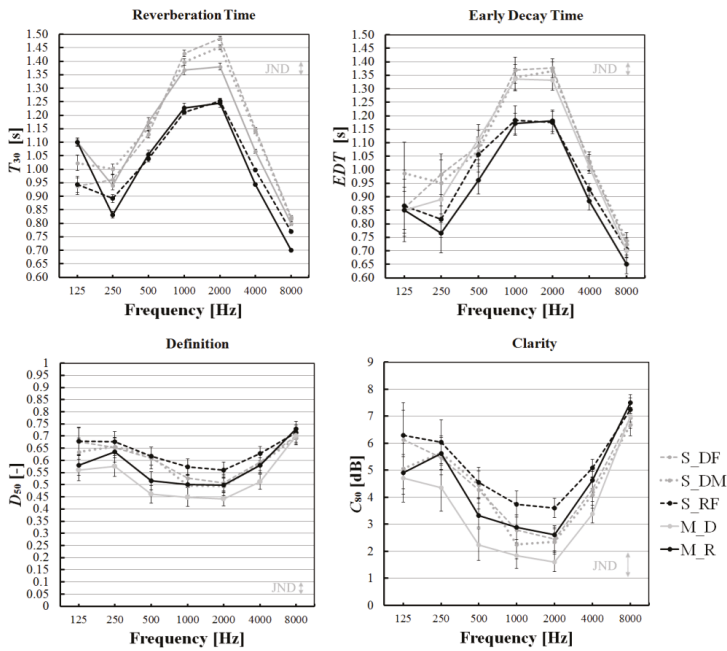 Reverberation Time
1.50
1.45
1.40
1.35
1.30
1.25
1.20
1.15
1.10
1.05
1.00
0.95
0.90
0.85
0.80
0.75
0.70
0.65
0.60
T30 [s]
JND
125 250 500 1000 2000 4000 8000
Frequency [Hz]
Early Decay Time
1.50
1.45
1.40
1.35
1.30
1.25
1.20
1.15
1.10
1.05
1.00
0.95
0.90
0.85
0.80
0.75
0.70
0.65
0.60
EDT [s]
JND
125 250 500 1000 2000 4000 8000
Frequency [Hz]
Definition
1
0.95
0.9
0.85
0.8
0.75
0.7
0.65
0.6
0.55
0.5
0.45
0.4
0.35
0.3
0.25
0.2
0.15
0.1
0.05
0
D50 [-]
JND
125 250 500 1000 2000 4000 8000
Frequency [Hz]
Clarity
9
8
7
6
5
4
3
2
1
0
C80 [dB]
JND
125 250 500 1000 2000 4000 8000
Frequency [Hz]
S_DF
S_DM
S_RF
M_D
M_R